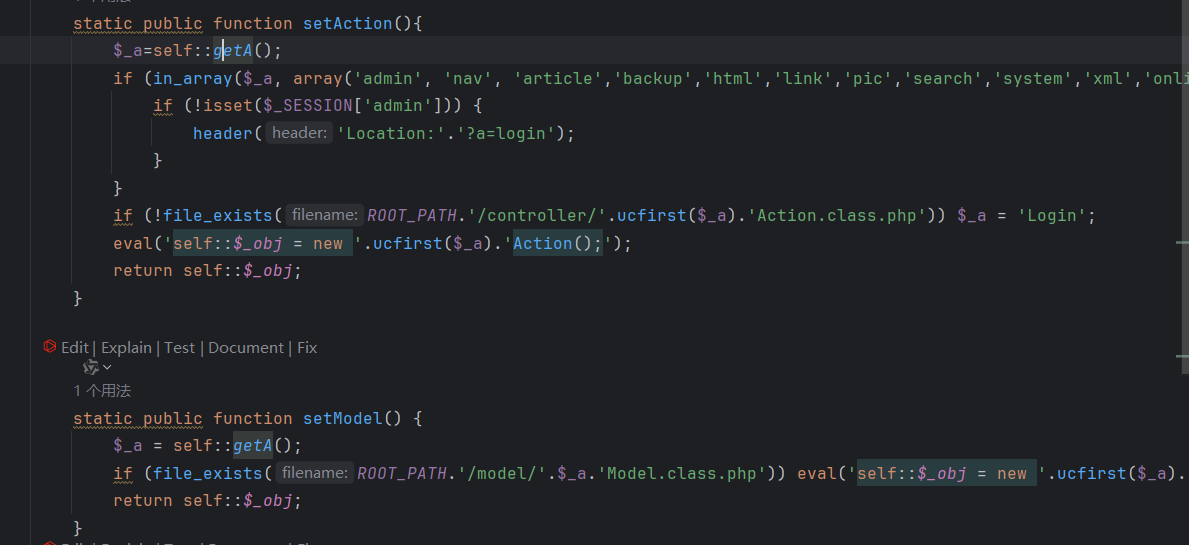 static public function setAction(){
$_a=self::getA();
if (in_array($_a, array('admin', 'nav', 'article','backup','html','link','pic','search','system','xml','onli
if (!isset($_SESSION['admin'])) {
header( header: 'Location:'.'?a=login');
}
}
if (!file_exists( filename: ROOT_PATH.'/controller/'.ucfirst($_a).'Action.class.php')) $_a = 'Login';
eval('self::$_obj = new '.ucfirst($_a).'Action();');
return self::$_obj;
}
Edit | Explain | Test | Document | Fix
1 个用法
static public function setModel() {
$_a = self::getA();
if (file_exists( filename: ROOT_PATH.'/model/'.$_a.'Model.class.php')) eval('self::$_obj = new '.ucfirst($_a).
return self::$_obj;
}